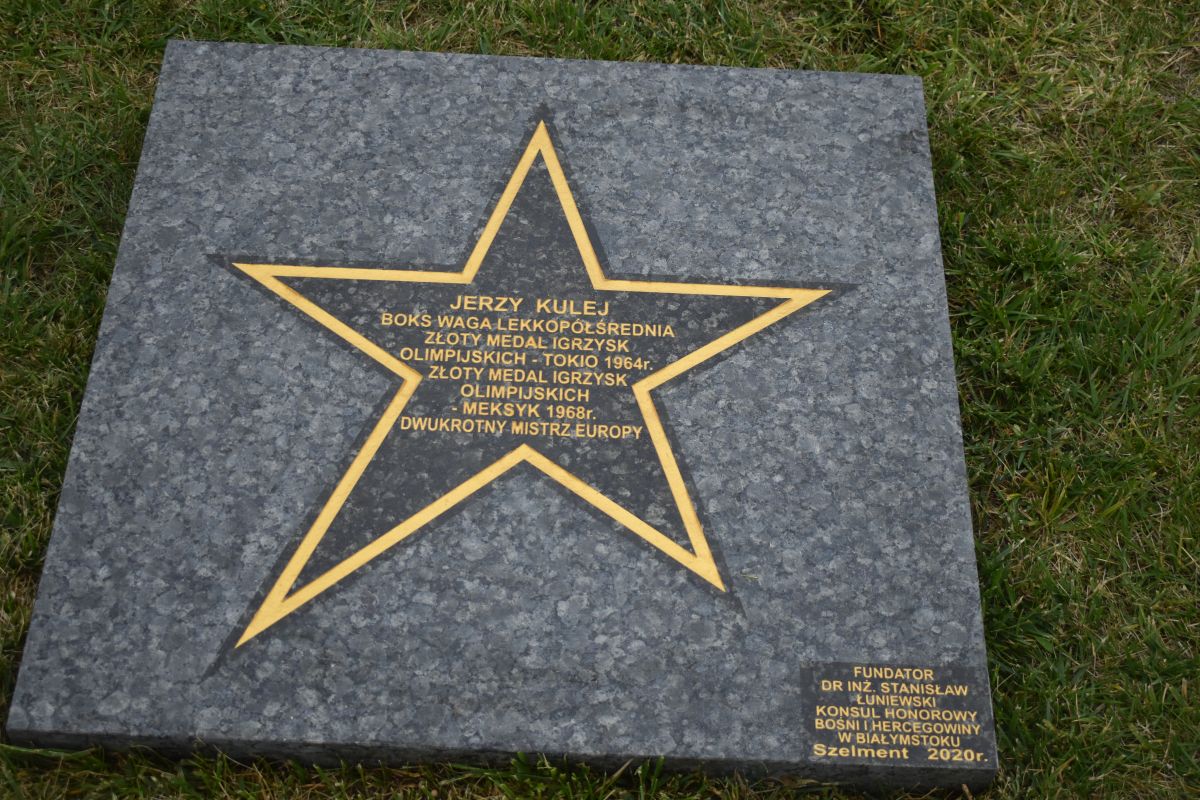 JERZY KULEJ
BOKS WAGA LEKKOPÓŁŚREDNIA
ZŁOTY MEDAL IGRZYSK
OLIMPIJSKICH - TOKIO 1964r.
ZŁOTY MEDAL IGRZYSK
OLIMPIJSKICH
- MEKSYK 1968r.
DWUKROTNY MISTRZ EUROPY
FUNDATOR
DR INŻ. STANISŁAW
ŁUNIEWSKI
KONSUL HONOROWY
BOŚNI I HERCEGOWINY
W BIAŁYMSTOKU
Szelment 2020r.